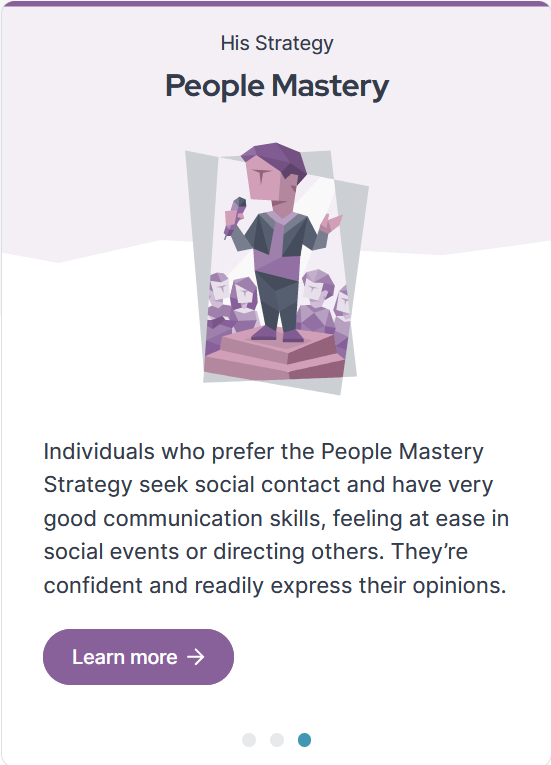 His Strategy
People Mastery
Individuals who prefer the People Mastery
Strategy seek social contact and have very
good communication skills, feeling at ease in
social events or directing others. They’re
confident and readily express their opinions.
Learn more →